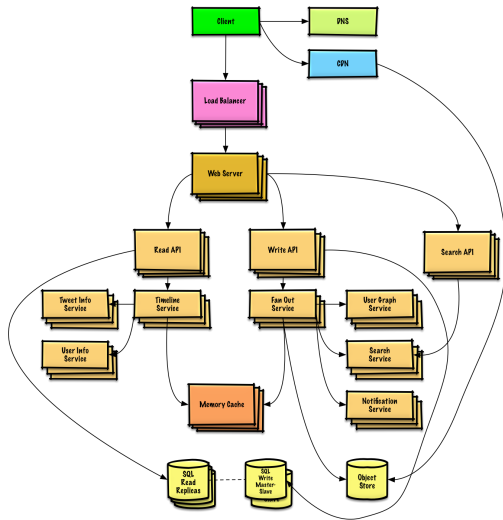 Client
DNS
CDN
Load Balancer
Web Server
Read API
Write API
Search API
Tweet Info
Service
Timeline
Service
Fan Out
Service
User Graph
Service
User Info
Service
Search
Service
Memory Cache
Notification
Service
SQL
Read
Replicas
SQL
Write
Master-
Slave
Object
Store